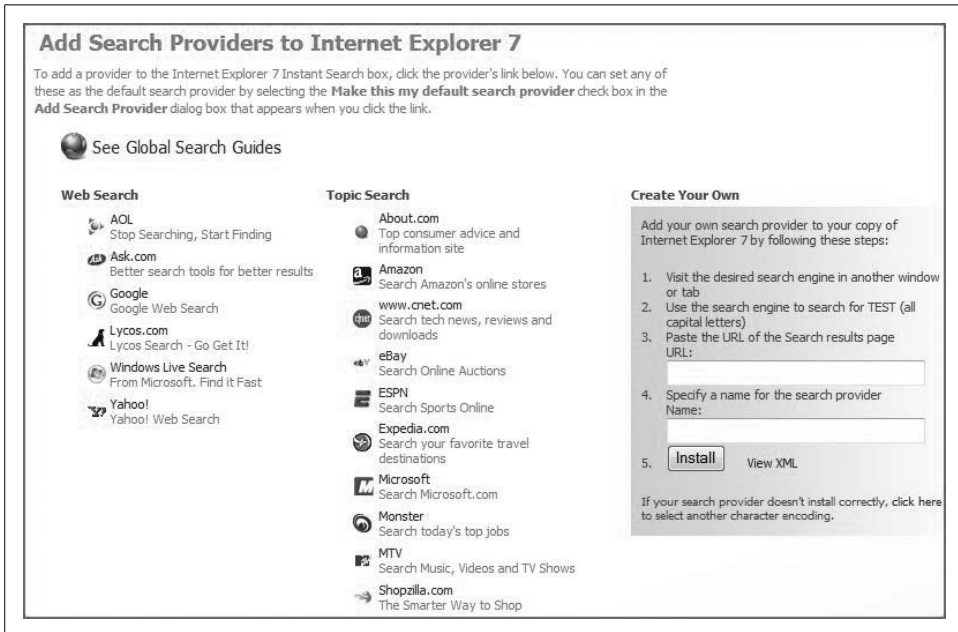 Add Search Providers to Internet Explorer 7
To add a provider to the Internet Explorer 7 Instant Search box, click the provider's link below. You can set any of
these as the default search provider by selecting the Make this my default search provider check box in the
Add Search Provider dialog box that appears when you click the link.
See Global Search Guides
Web Search
AOL
Stop Searching, Start Finding
Ask.com
Better search tools for better results
Google
Google Web Search
Lycos.com
Lycos Search - Go Get It!
Windows Live Search
From Microsoft. Find it Fast
Yahoo!
Yahoo! Web Search
Topic Search
About.com
Top consumer advice and
information site
Amazon
Search Amazon's online stores
www.cnet.com
Search tech news, reviews and
downloads
eBay
Search Online Auctions
ESPN
Search Sports Online
Expedia.com
Search your favorite travel
destinations
Microsoft
Search Microsoft.com
Monster
Search today's top jobs
MTV
Search Music, Videos and TV Shows
Shopzilla.com
The Smarter Way to Shop
Create Your Own
Add your own search provider to your copy of
Internet Explorer 7 by following these steps:
1. Visit the desired search engine in another window
or tab
2. Use the search engine to search for TEST (all
capital letters)
3. Paste the URL of the Search results page
URL:
4. Specify a name for the search provider
Name:
5. Install View XML
If your search provider doesn't install correctly, click here
to select another character encoding.